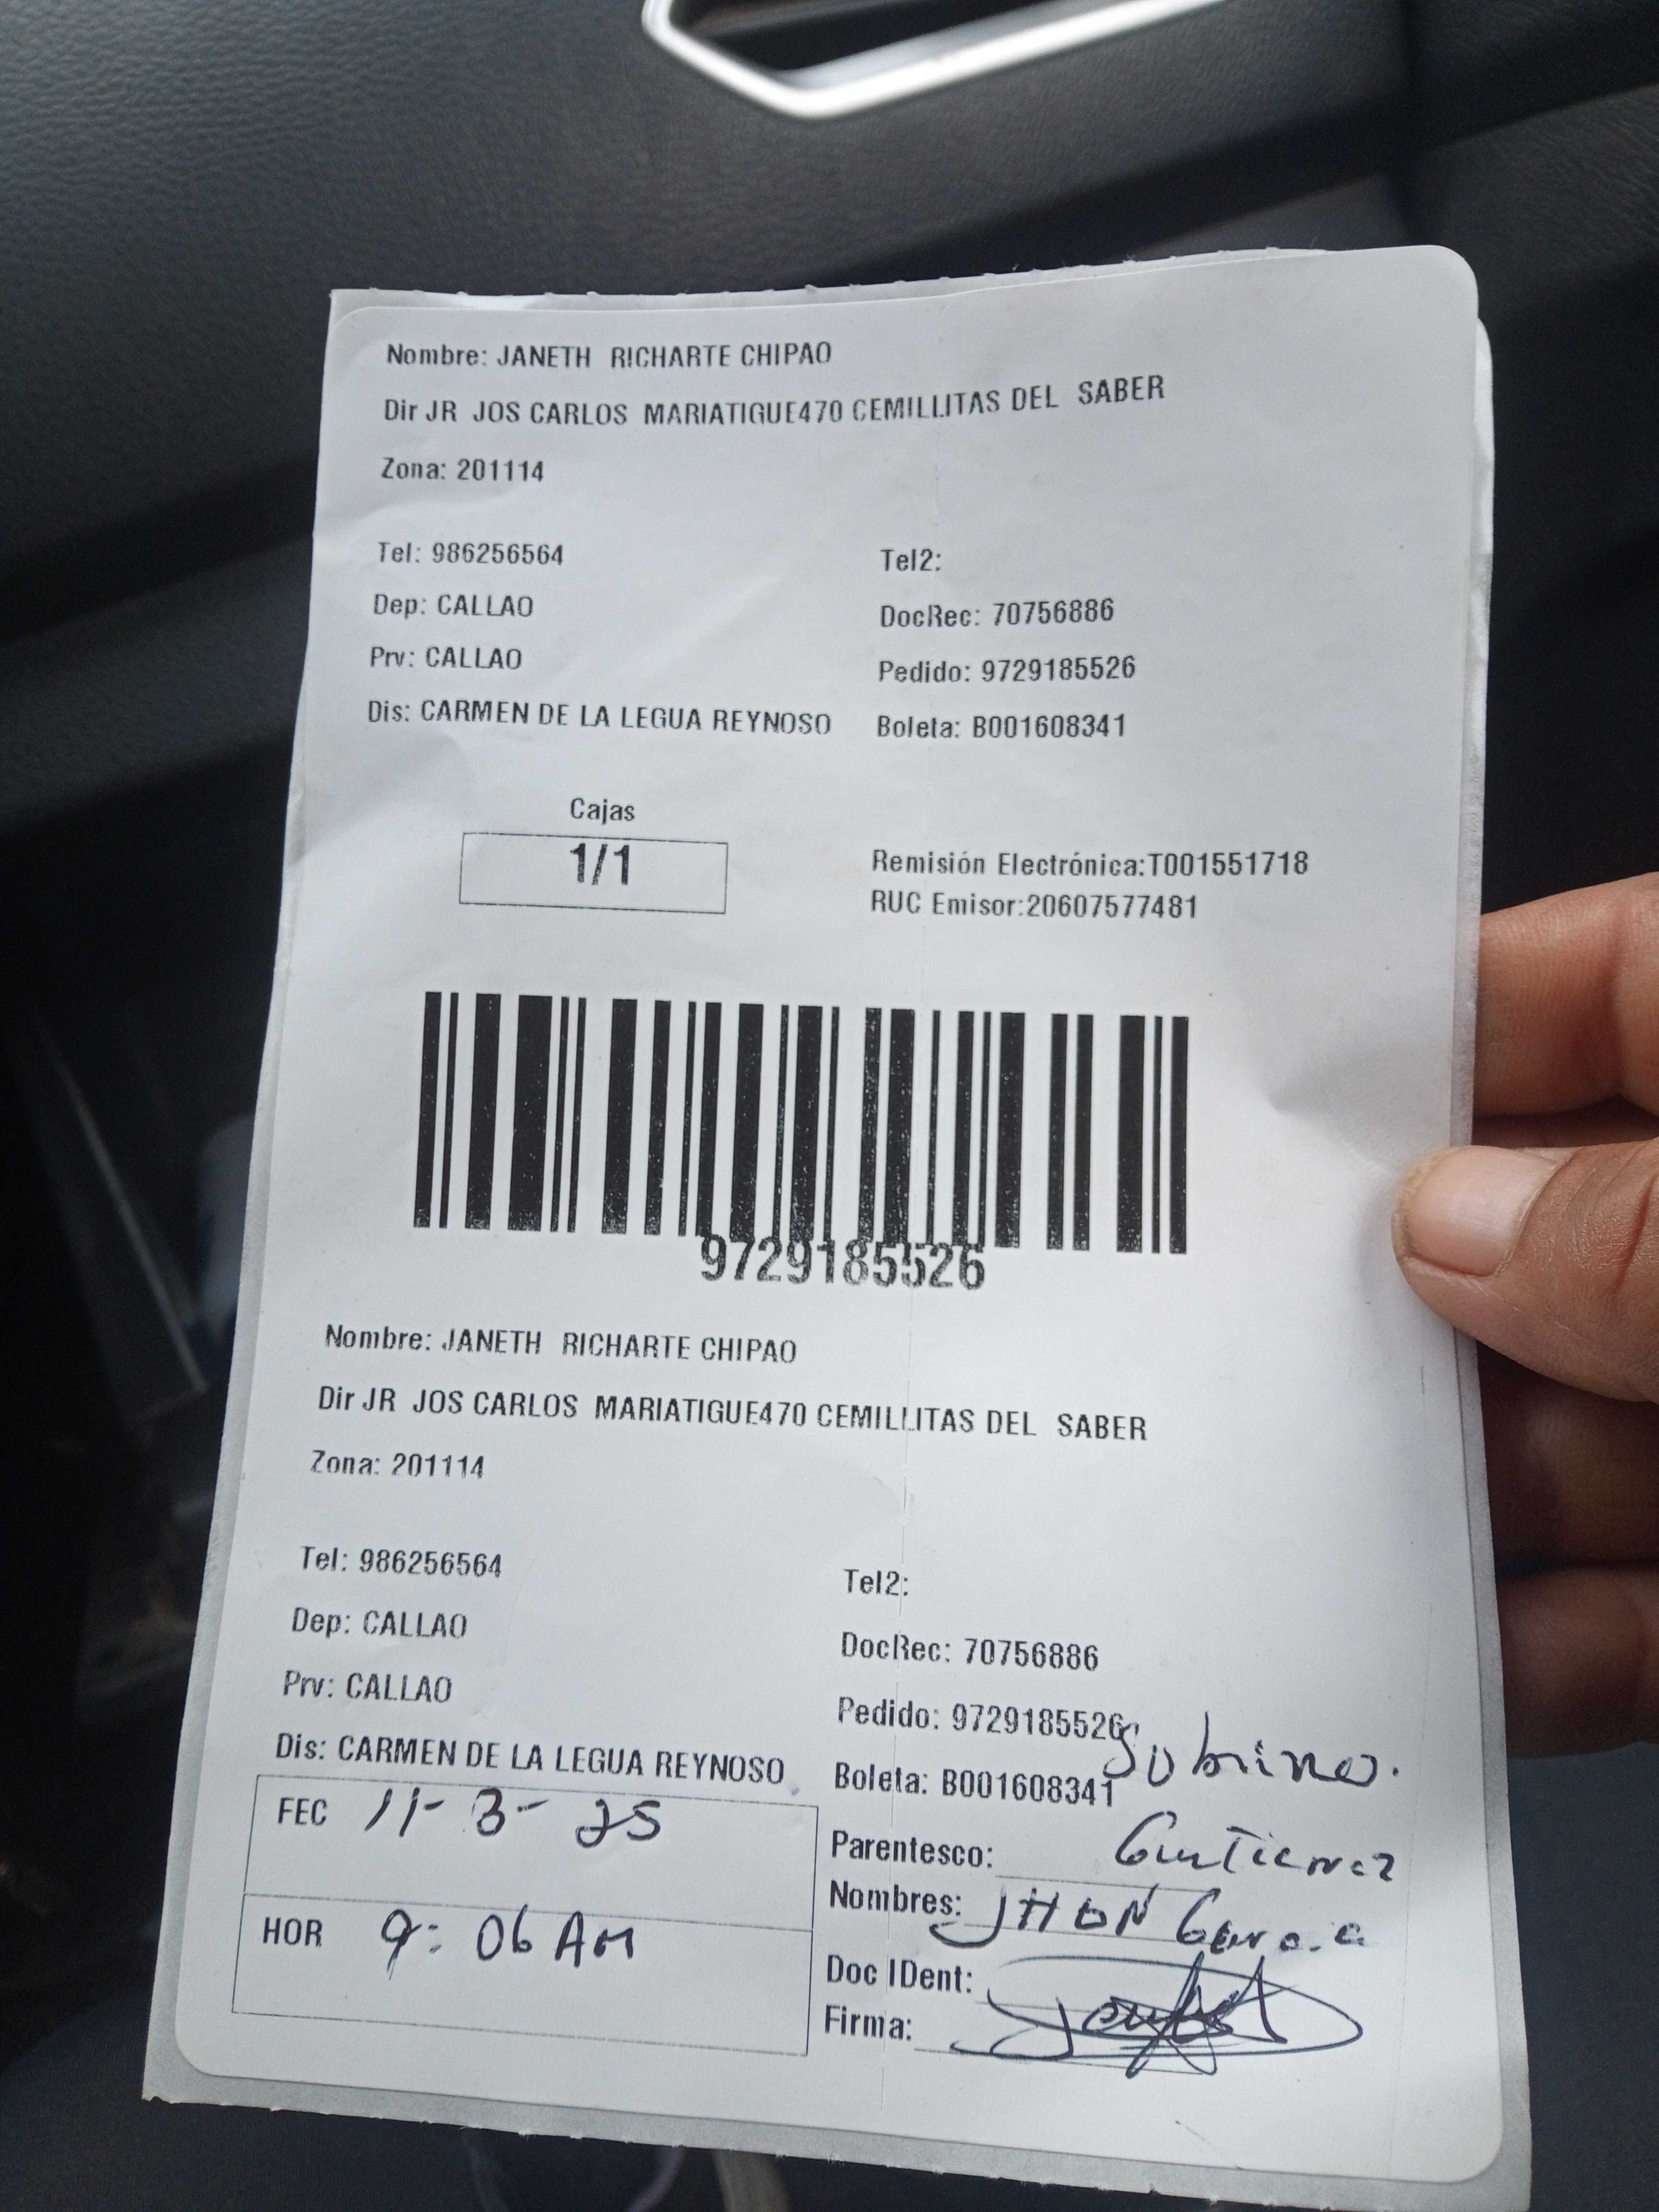 Nombre: JANETH RICHARTE CHIPAO
Dir JR JOS CARLOS MARIATIGUE470 CEMILLITAS DEL SABER
Zona: 201114
Tel: 986256564
Tel2:
Dep: CALLAO
DocRec: 70756886
Prv: CALLAO
Pedido: 9729185526
Dis: CARMEN DE LA LEGUA REYNOSO
Boleta: B001608341
Cajas
1/1
Remisión Electrónica:T001551718
RUC Emisor:20607577481
9729185526
Nombre: JANETH RICHARTE CHIPAO
Dir JR JOS CARLOS MARIATIGUE470 CEMILLITAS DEL SABER
Zona: 201114
Tel: 986256564
Tel2:
Dep: CALLAO
DocRec: 70756886
Prv: CALLAO
Pedido: 9729185526
Dis: CARMEN DE LA LEGUA REYNOSO
Boleta: B001608341
Sobrino.
FEC 11-3-25
Parentesco:
Nombres: JHON
HOR 9:06 AM
Doc IDent:
Firma: